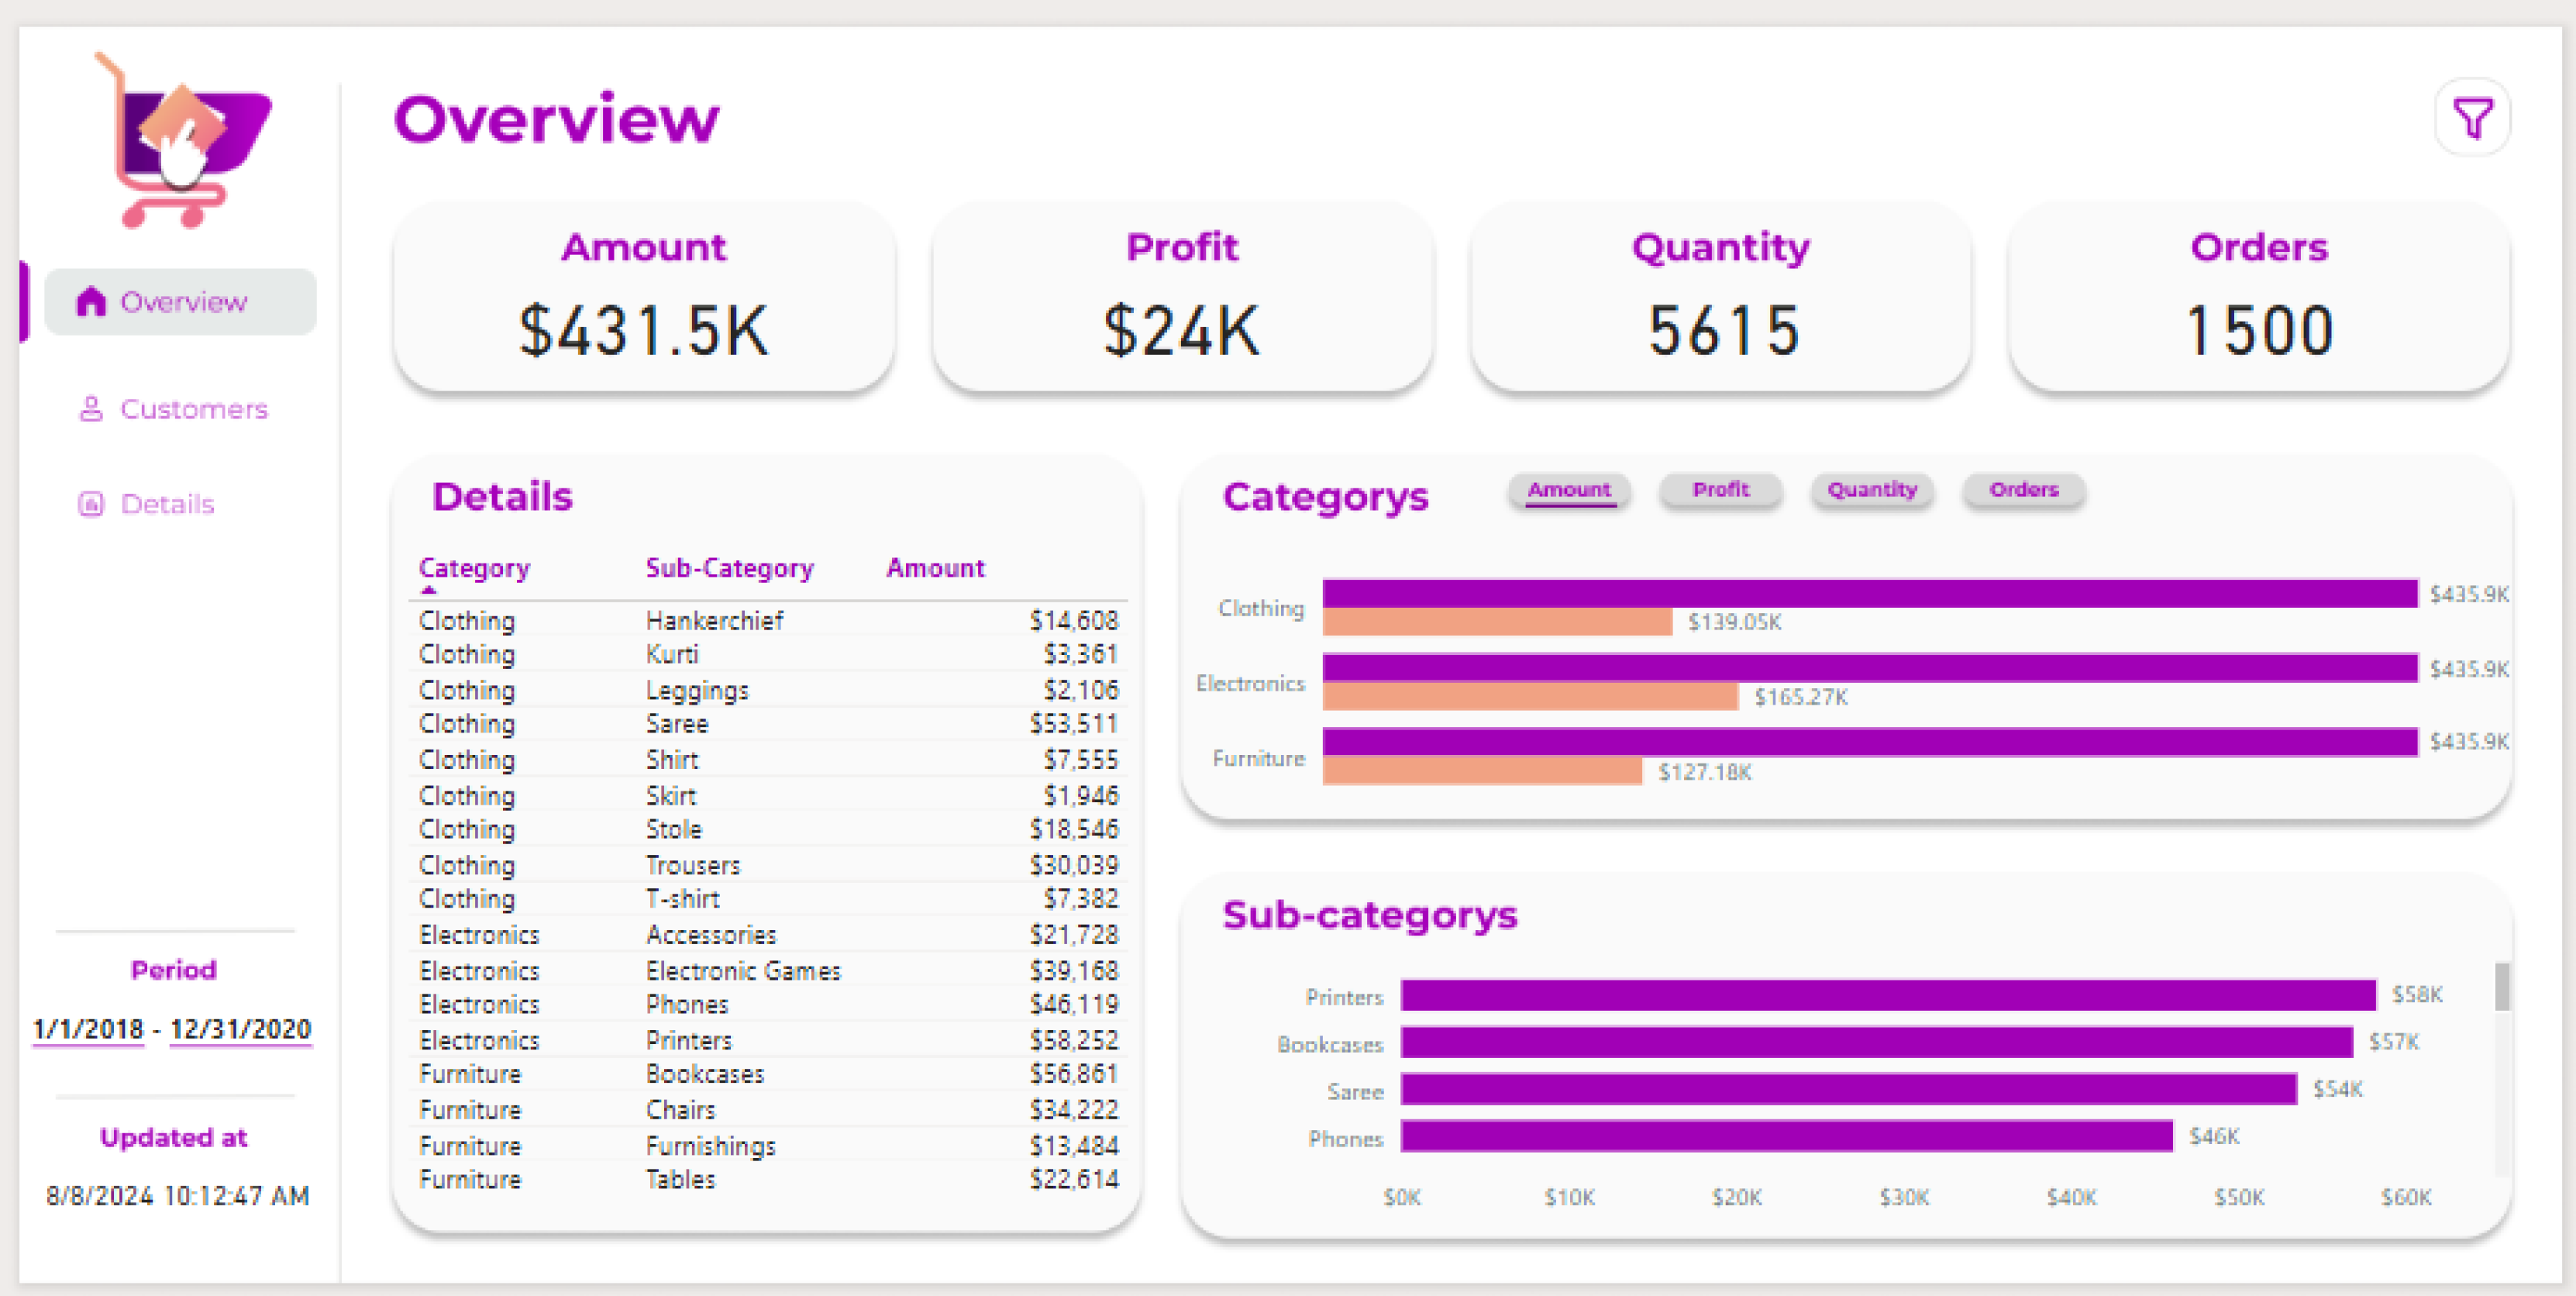 Overview
Customers
Details
Period
1/1/2018 - 12/31/2020
Updated at
8/8/2024 10:12:47 AM
Overview
Amount
$431.5K
Profit
$24K
Quantity
5615
Orders
1500
Details
Category Sub-Category Amount
Clothing Hankerchief $14,608
Clothing Kurti $3,361
Clothing Leggings $2,106
Clothing Saree $53,511
Clothing Shirt $7,555
Clothing Skirt $1,946
Clothing Stole $18,546
Clothing Trousers $30,039
Clothing T-shirt $7,382
Electronics Accessories $21,728
Electronics Electronic Games $39,168
Electronics Phones $46,119
Electronics Printers $58,252
Furniture Bookcases $56,861
Furniture Chairs $34,222
Furniture Furnishings $13,484
Furniture Tables $22,614
Categorys Amount Profit Quantity Orders
Clothing $435.9K
$139.05K
Electronics $435.9K
$165.27K
Furniture $435.9K
$127.18K
Sub-categorys
Printers $58K
Bookcases $57K
Saree $54K
Phones $46K
$0K $10K $20K $30K $40K $50K $60K